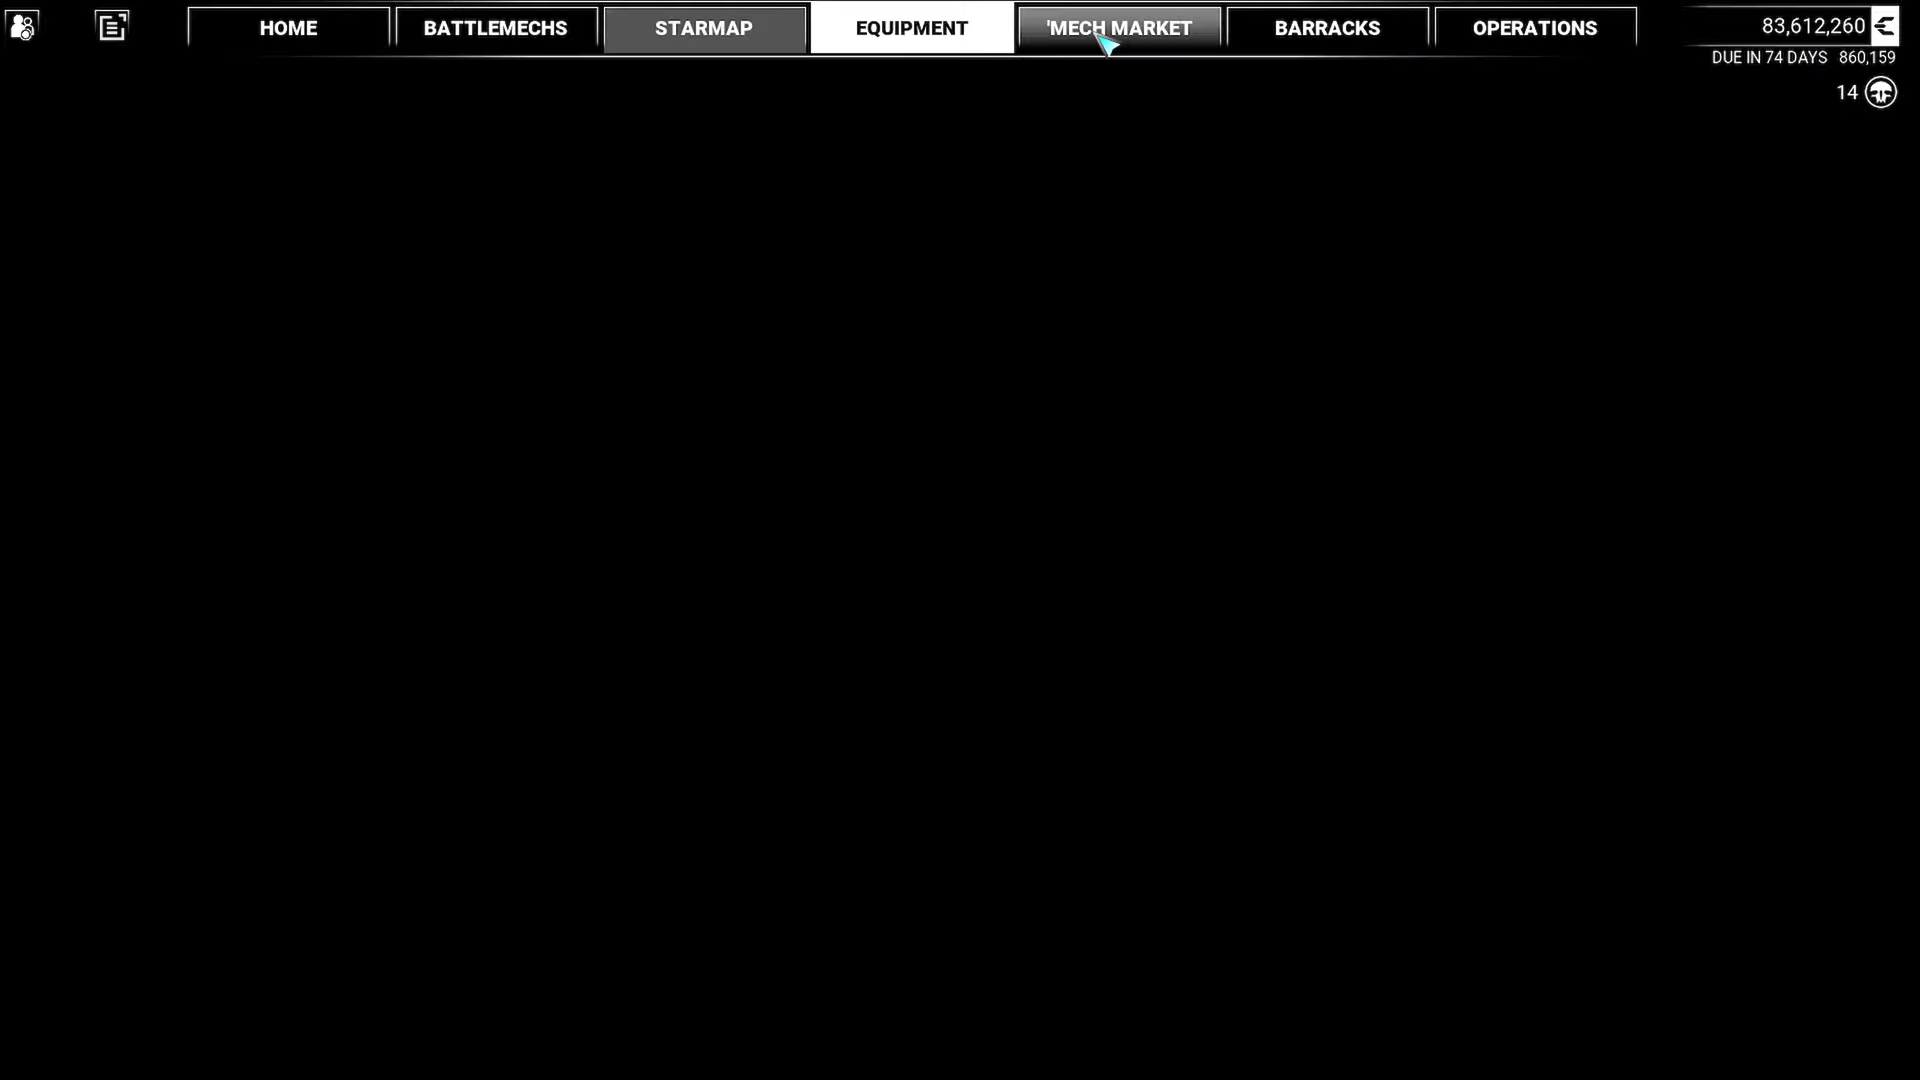 HOME
BATTLEMECHS
STARMAP
EQUIPMENT
'MECH MARKET
BARRACKS
OPERATIONS
83,612,260
DUE IN 74 DAYS 860,159
14